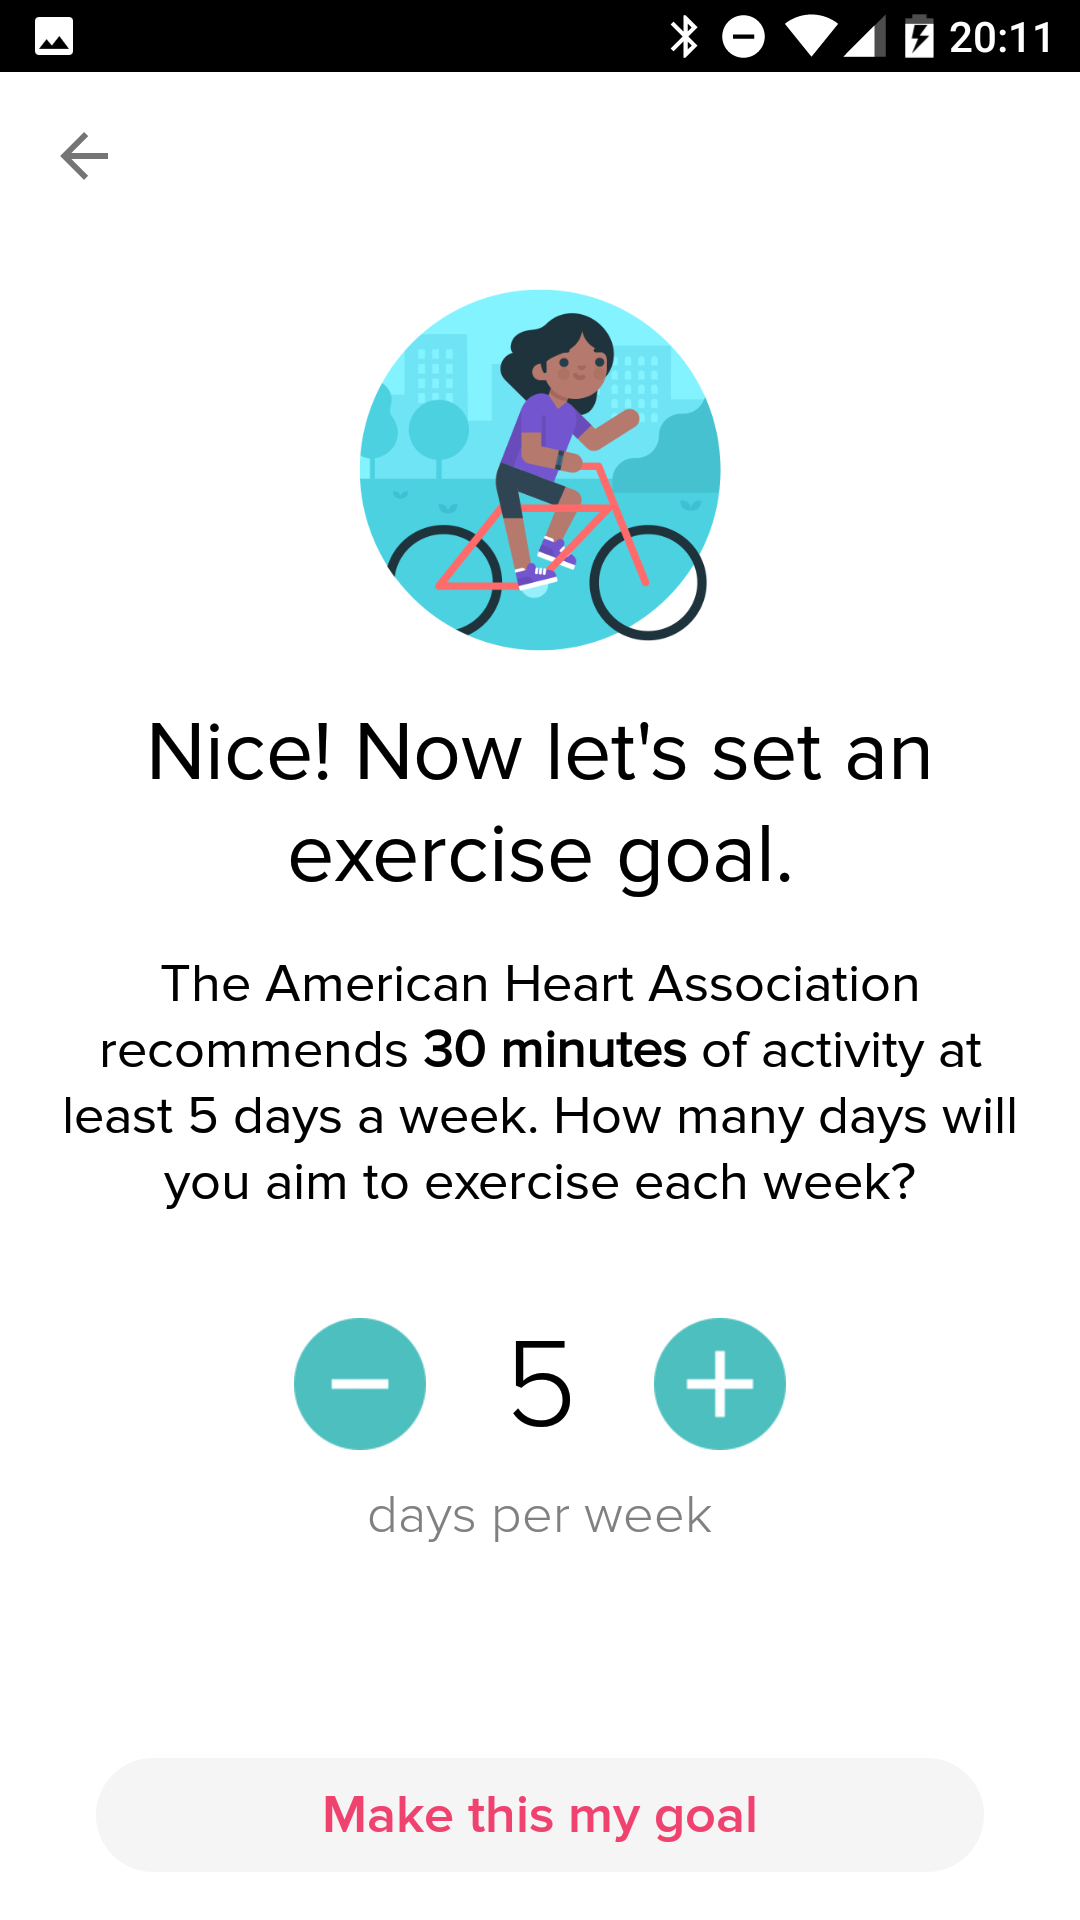 20:11
Nice! Now let's set an
exercise goal.
The American Heart Association
recommends 30 minutes of activity at
least 5 days a week. How many days will
you aim to exercise each week?
5
days per week
Make this my goal